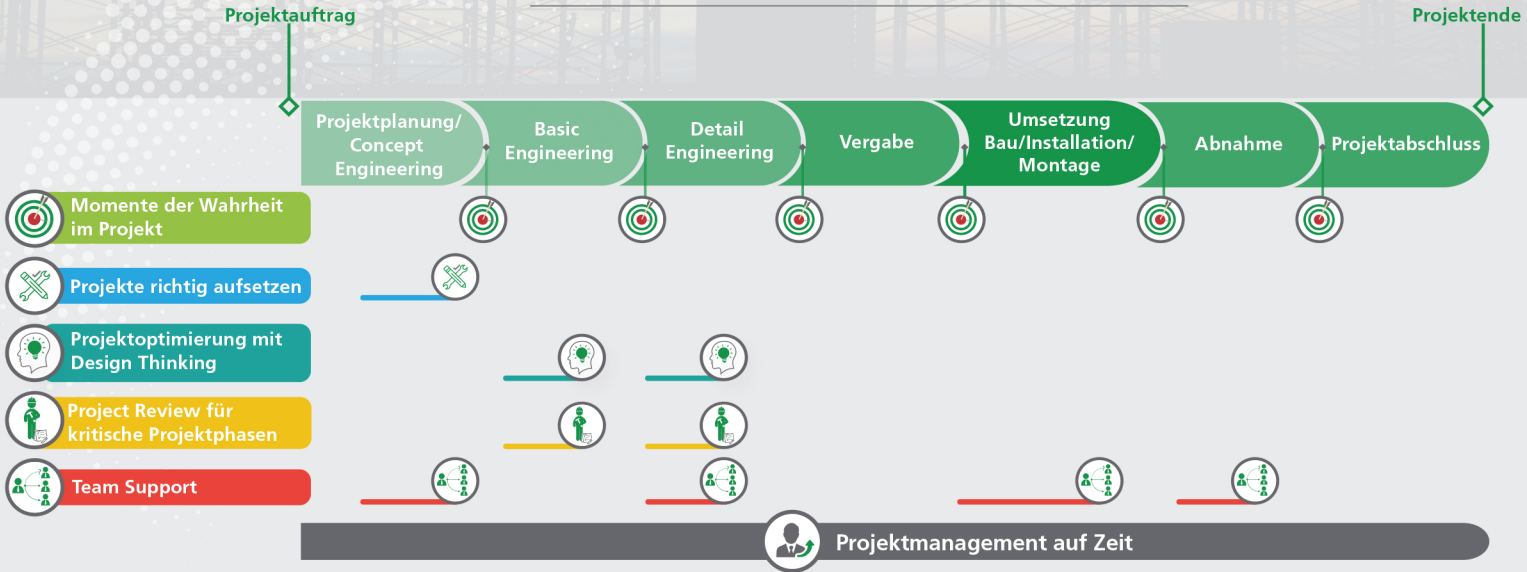 Projektauftrag
Projektende
Projektplanung/
Concept
Engineering
Basic
Engineering
Detail
Engineering
Vergabe
Umsetzung
Bau/Installation/
Montage
Abnahme
Projektabschluss
Momente der Wahrheit
im Projekt
Projekte richtig aufsetzen
Projektoptimierung mit
Design Thinking
Project Review für
kritische Projektphasen
Team Support
Projektmanagement auf Zeit